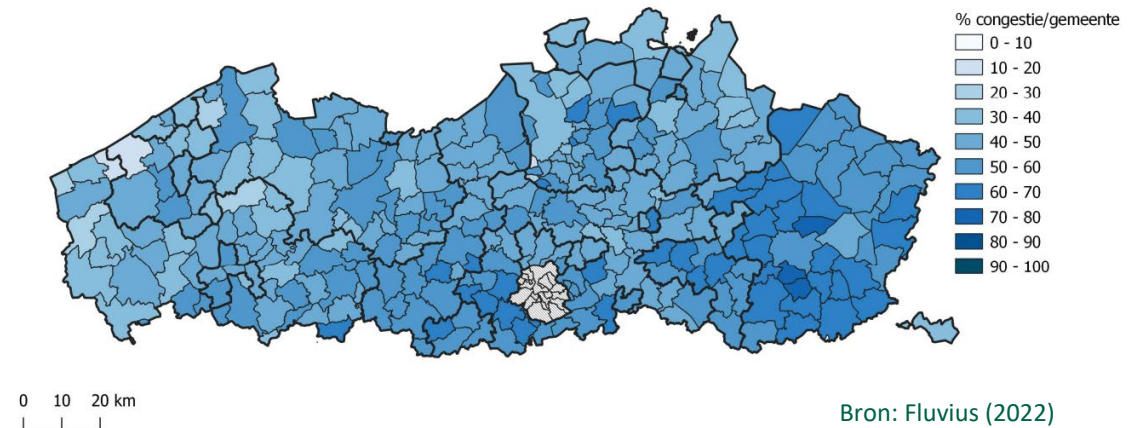 % congestie/gemeente
0 - 10
10 - 20
20 - 30
30 - 40
40 - 50
50 - 60
60 - 70
70 - 80
80 - 90
90 - 100
0 10 20 km
Bron: Fluvius (2022)